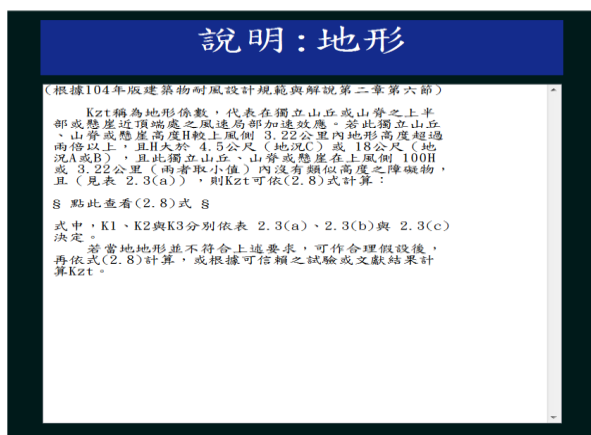 說明:地形
(根據104年版建築物耐風設計規範與解說第二章第六節)
Kzt稱為地形係數，代表在獨立山丘或山脊之上半
部或懸崖近頂端處之風速局部加速效應。若此獨立山丘
、山脊或懸崖高度H較上風側 3.22公里內地形高度超過
兩倍以上，且H大於 4.5公尺（地況C）或 18公尺（地
況A或B），且此獨立山丘、山脊或懸崖在上風側 100H
或 3.22公里（兩者取小值）內沒有類似高度之障礙物，
且（見表 2.3(a)），則Kzt可依(2.8)式計算：
§ 點此查看(2.8)式 §
式中，K1、K2與K3分別依表 2.3(a)、2.3(b)與 2.3(c)
決定。
若當地地形並不符合上述要求，可作合理假設後，
再依式(2.8)計算，或根據可信賴之試驗或文獻結果計
算Kzt。